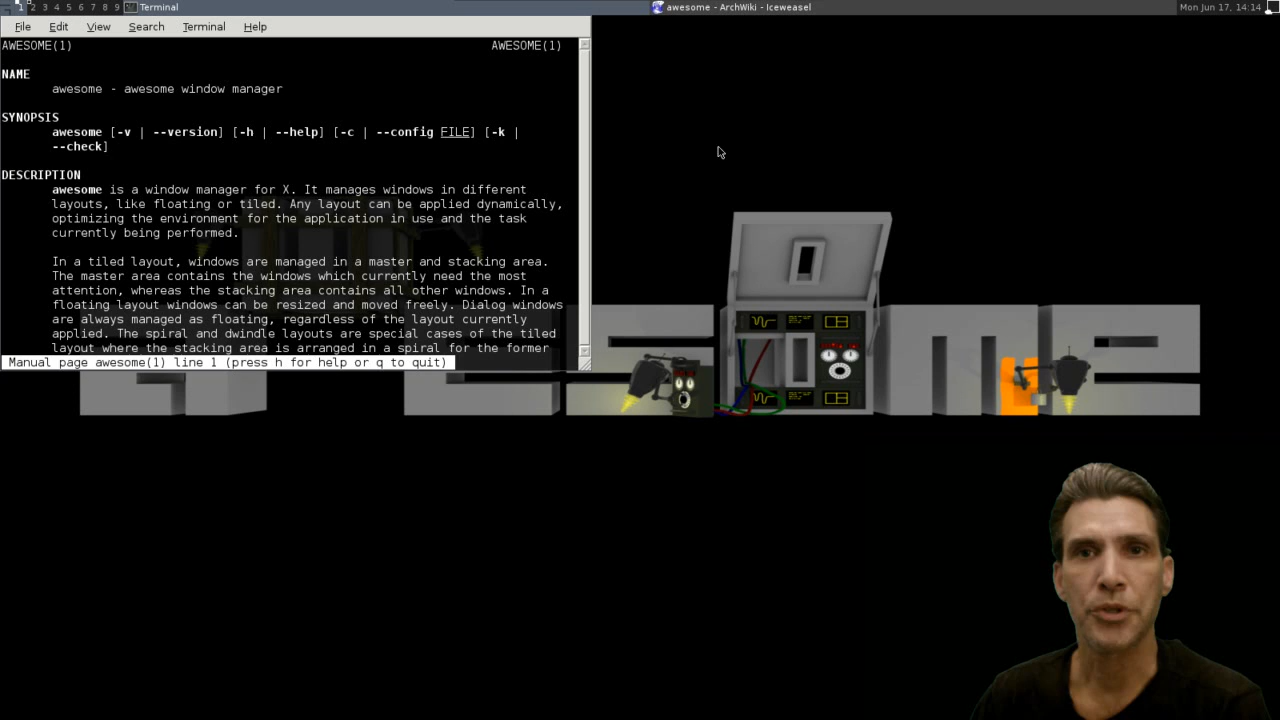 1 2 3 4 5 6 7 8 9 Terminal awesome - ArchWiki - Iceweasel Mon Jun 17, 14:14
File Edit View Search Terminal Help
AWESOME(1) AWESOME(1)
NAME
awesome - awesome window manager
SYNOPSIS
awesome [-v | --version] [-h | --help] [-c | --config FILE] [-k |
--check]
DESCRIPTION
awesome is a window manager for X. It manages windows in different
layouts, like floating or tiled. Any layout can be applied dynamically,
optimizing the environment for the application in use and the task
currently being performed.
In a tiled layout, windows are managed in a master and stacking area.
The master area contains the windows which currently need the most
attention, whereas the stacking area contains all other windows. In a
floating layout windows can be resized and moved freely. Dialog windows
are always managed as floating, regardless of the layout currently
applied. The spiral and dwindle layouts are special cases of the tiled
layout where the stacking area is arranged in a spiral for the former
Manual page awesome(1) line 1 (press h for help or q to quit)